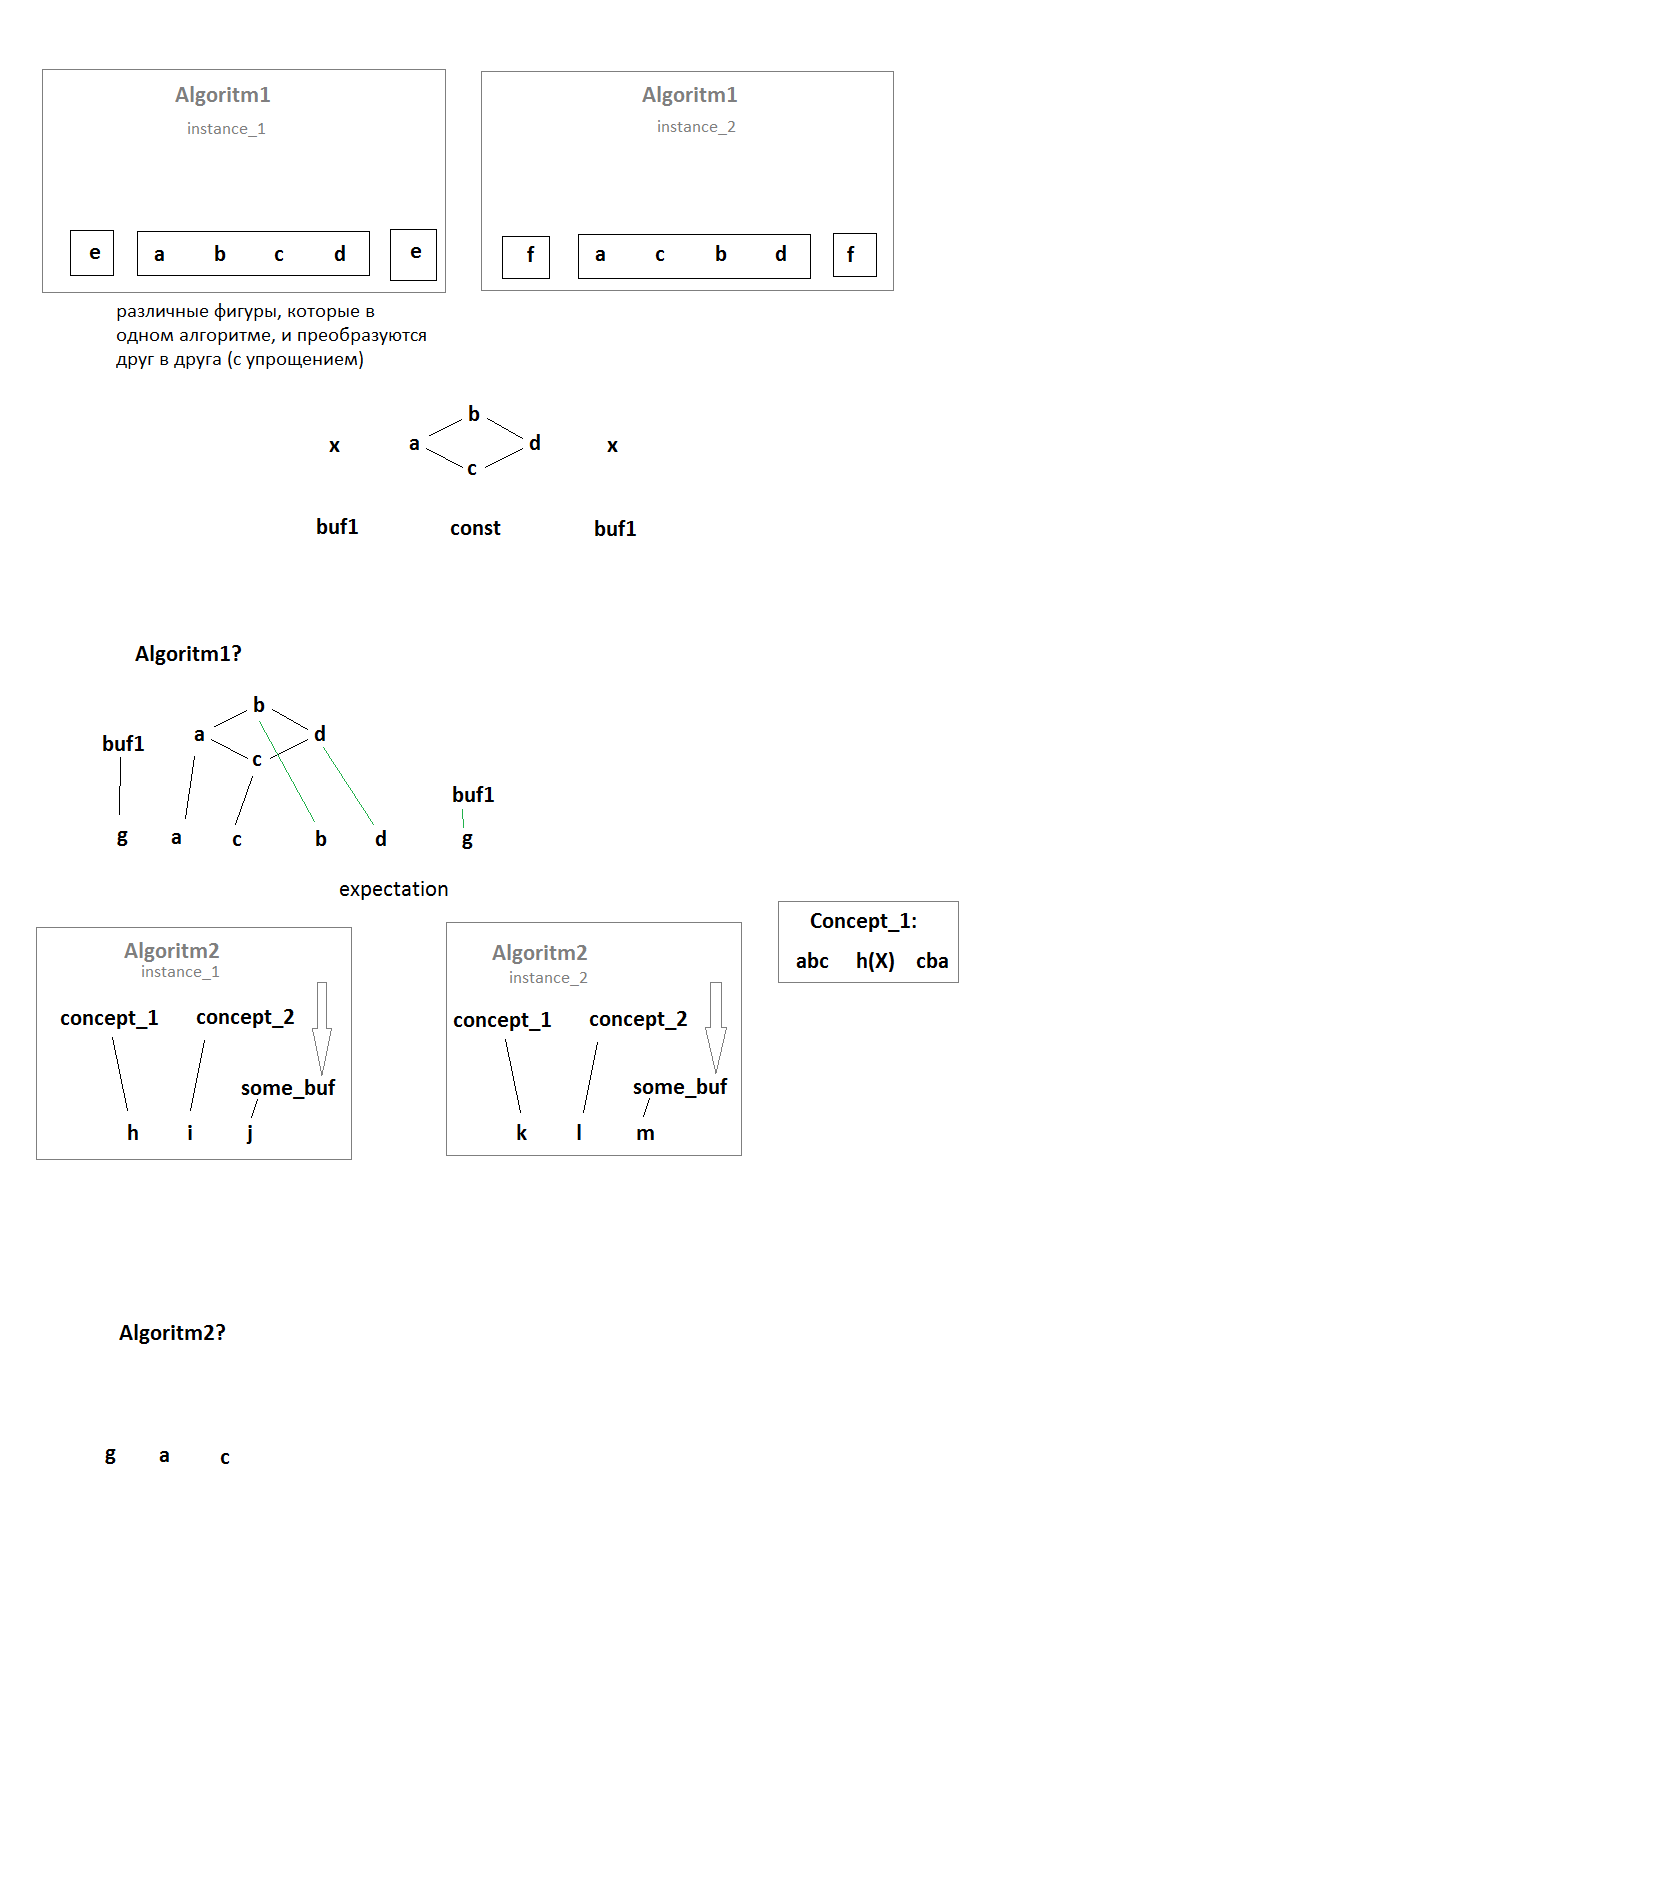 Algoritm1
instance_1
e a b c d e
Algoritm1
instance_2
f a c b d f
различные фигуры, которые в
одном алгоритме, и преобразуются
друг в друга (с упрощением)
b
x a d x
c
buf1 const buf1
Algoritm1?
b
buf1 a d
c
buf1
g a c b d g
expectation
Algoritm2
instance_1
concept_1 concept_2
some_buf
h i j
Algoritm2
instance_2
concept_1 concept_2
some_buf
k l m
Concept_1:
abc h(X) cba
Algoritm2?
g a c